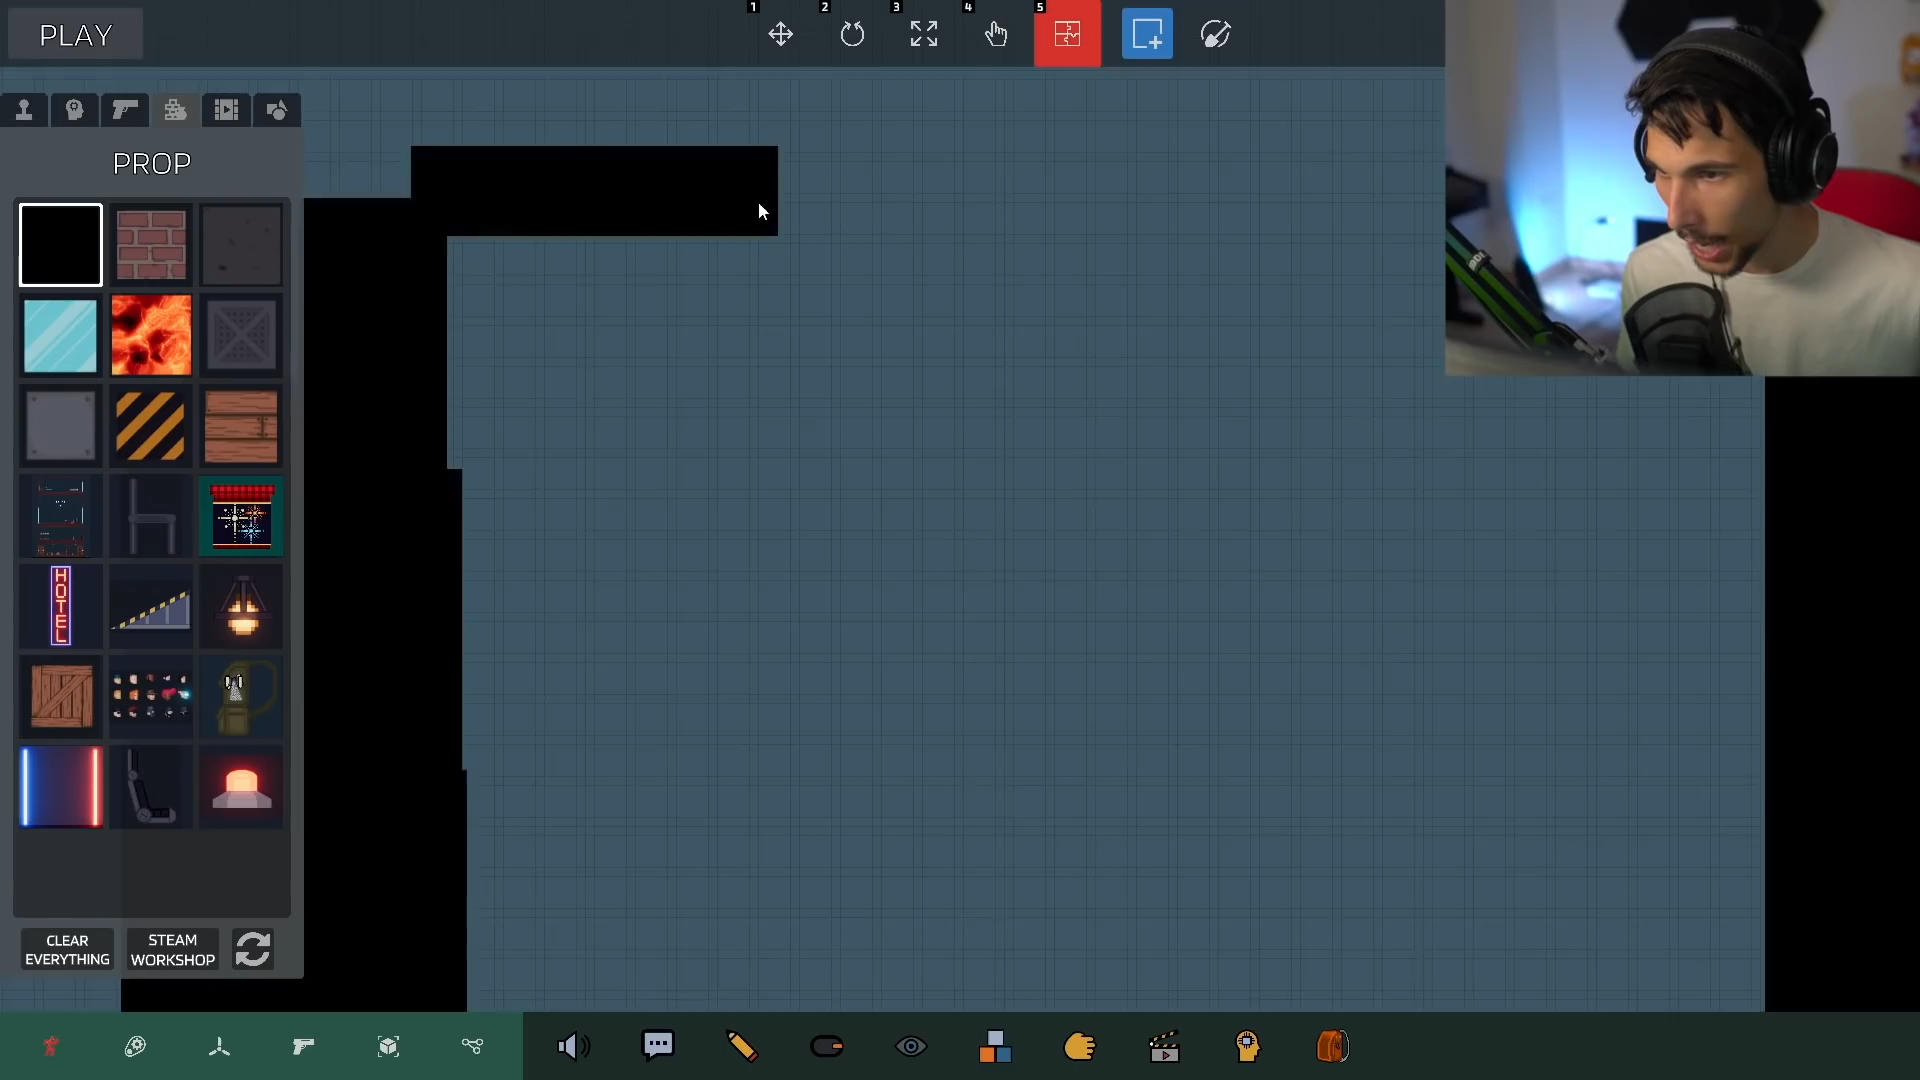 PLAY
1 2 3 4 5
PROP
HOTEL
CLEAR
EVERYTHING
STEAM
WORKSHOP